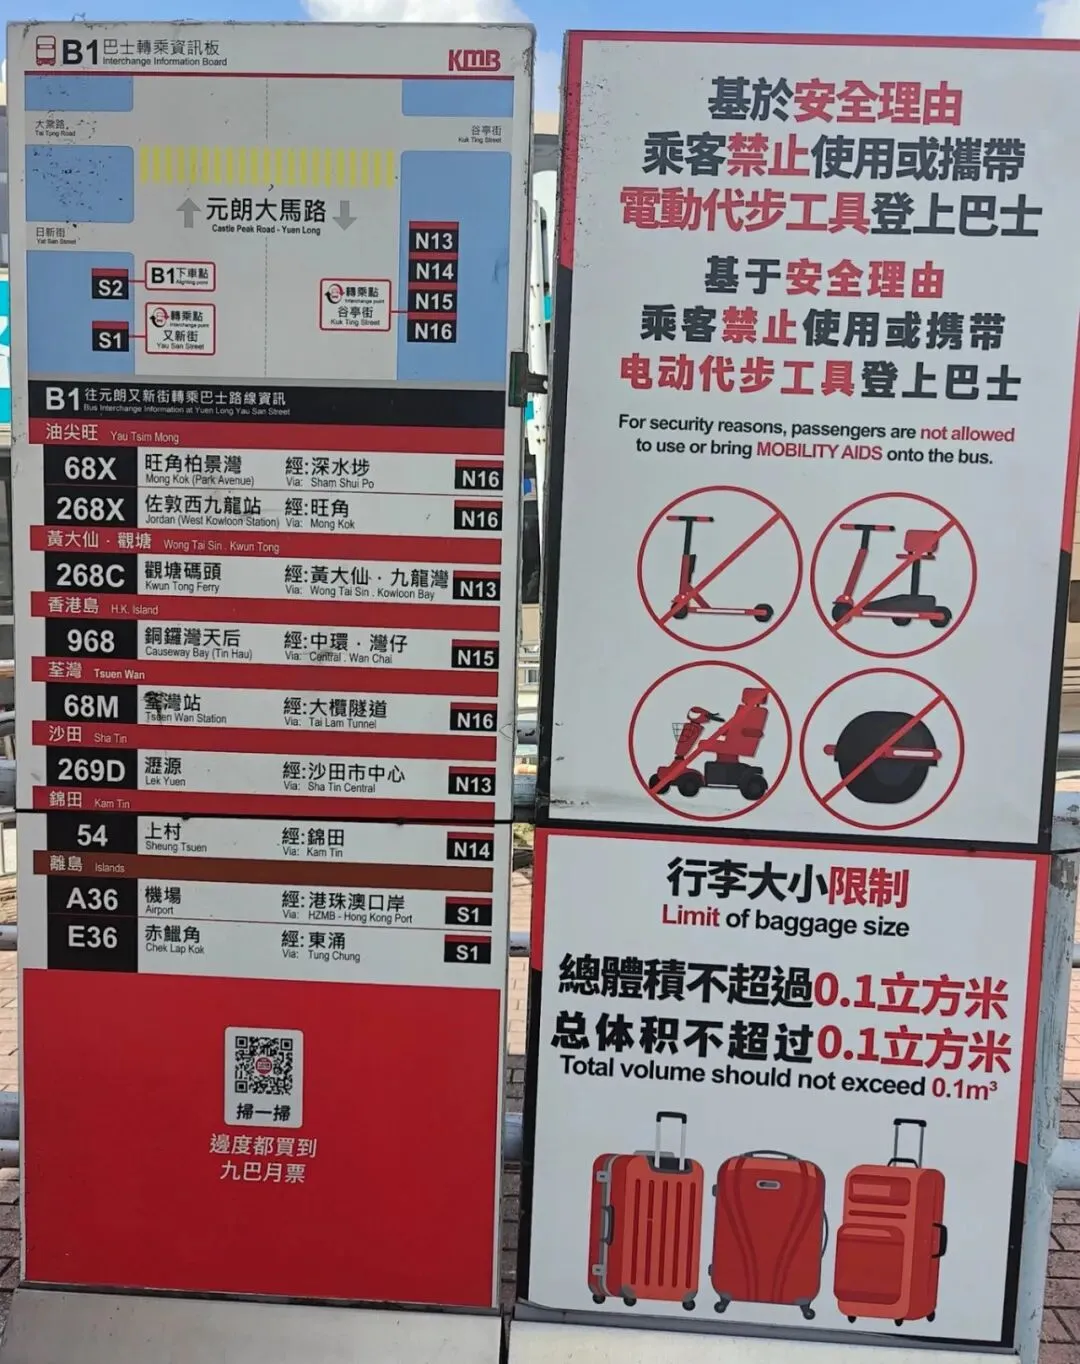 B1 巴士轉乘資訊板
Interchange Information Board
KMB
大棠路
Tai Tong Road
谷亭街
Kuk Ting Street
元朗大馬路
Castle Peak Road - Yuen Long
日新街
Yat San Street
N13
N14
N15
N16
S2
B1下車點
Alighting point
轉乘點
Interchange point
谷亭街
Kuk Ting Street
S1
轉乘點
Interchange point
又新街
Yau San Street
B1 往元朗又新街轉乘巴士路線資訊
Bus Interchange Information at Yuen Long Yau San Street
油尖旺 Yau Tsim Mong
68X 旺角柏景灣 經:深水埗 N16
Mong Kok (Park Avenue) Via: Sham Shui Po
268X 佐敦西九龍站 經:旺角 N16
Jordan (West Kowloon Station) Via: Mong Kok
黃大仙．觀塘 Wong Tai Sin . Kwun Tong
268C 觀塘碼頭 經:黃大仙．九龍灣 N13
Kwun Tong Ferry Via: Wong Tai Sin . Kowloon Bay
香港島 H.K. Island
968 銅鑼灣天后 經:中環．灣仔 N15
Causeway Bay (Tin Hau) Via: Central . Wan Chai
荃灣 Tsuen Wan
68M 荃灣站 經:大欖隧道 N16
Tsuen Wan Station Via: Tai Lam Tunnel
沙田 Sha Tin
269D 瀝源 經:沙田市中心 N13
Lek Yuen Via: Sha Tin Central
錦田 Kam Tin
54 上村 經:錦田 N14
Sheung Tsuen Via: Kam Tin
離島 Islands
A36 機場 經:港珠澳口岸 S1
Airport Via: HZMB - Hong Kong Port
E36 赤鱲角 經:東涌 S1
Chek Lap Kok Via: Tung Chung
掃一掃
邊度都買到
九巴月票
基於安全理由
乘客禁止使用或攜帶
電動代步工具登上巴士
基于安全理由
乘客禁止使用或携带
电动代步工具登上巴士
For security reasons, passengers are not allowed
to use or bring MOBILITY AIDS onto the bus.
行李大小限制
Limit of baggage size
總體積不超過0.1立方米
总体积不超过0.1立方米
Total volume should not exceed 0.1m³